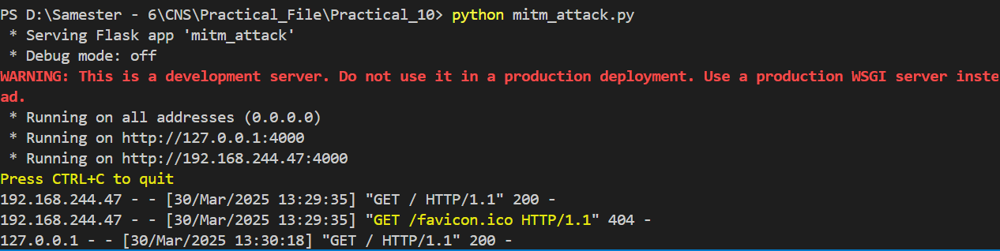 PS D:\Samester - 6\CNS\Practical_File\Practical_10> python mitm_attack.py
 * Serving Flask app 'mitm_attack'
 * Debug mode: off
WARNING: This is a development server. Do not use it in a production deployment. Use a production WSGI server inste
ad.
 * Running on all addresses (0.0.0.0)
 * Running on http://127.0.0.1:4000
 * Running on http://192.168.244.47:4000
Press CTRL+C to quit
192.168.244.47 - - [30/Mar/2025 13:29:35] "GET / HTTP/1.1" 200 -
192.168.244.47 - - [30/Mar/2025 13:29:35] "GET /favicon.ico HTTP/1.1" 404 -
127.0.0.1 - - [30/Mar/2025 13:30:18] "GET / HTTP/1.1" 200 -